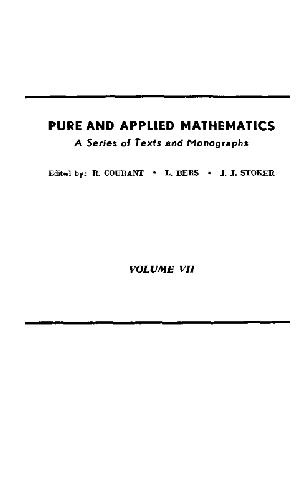 PURE AND APPLIED MATHEMATICS
A Series of Texts and Monographs
Edited by: R. COURANT • L. BERS • J. J. STOKER
VOLUME VII